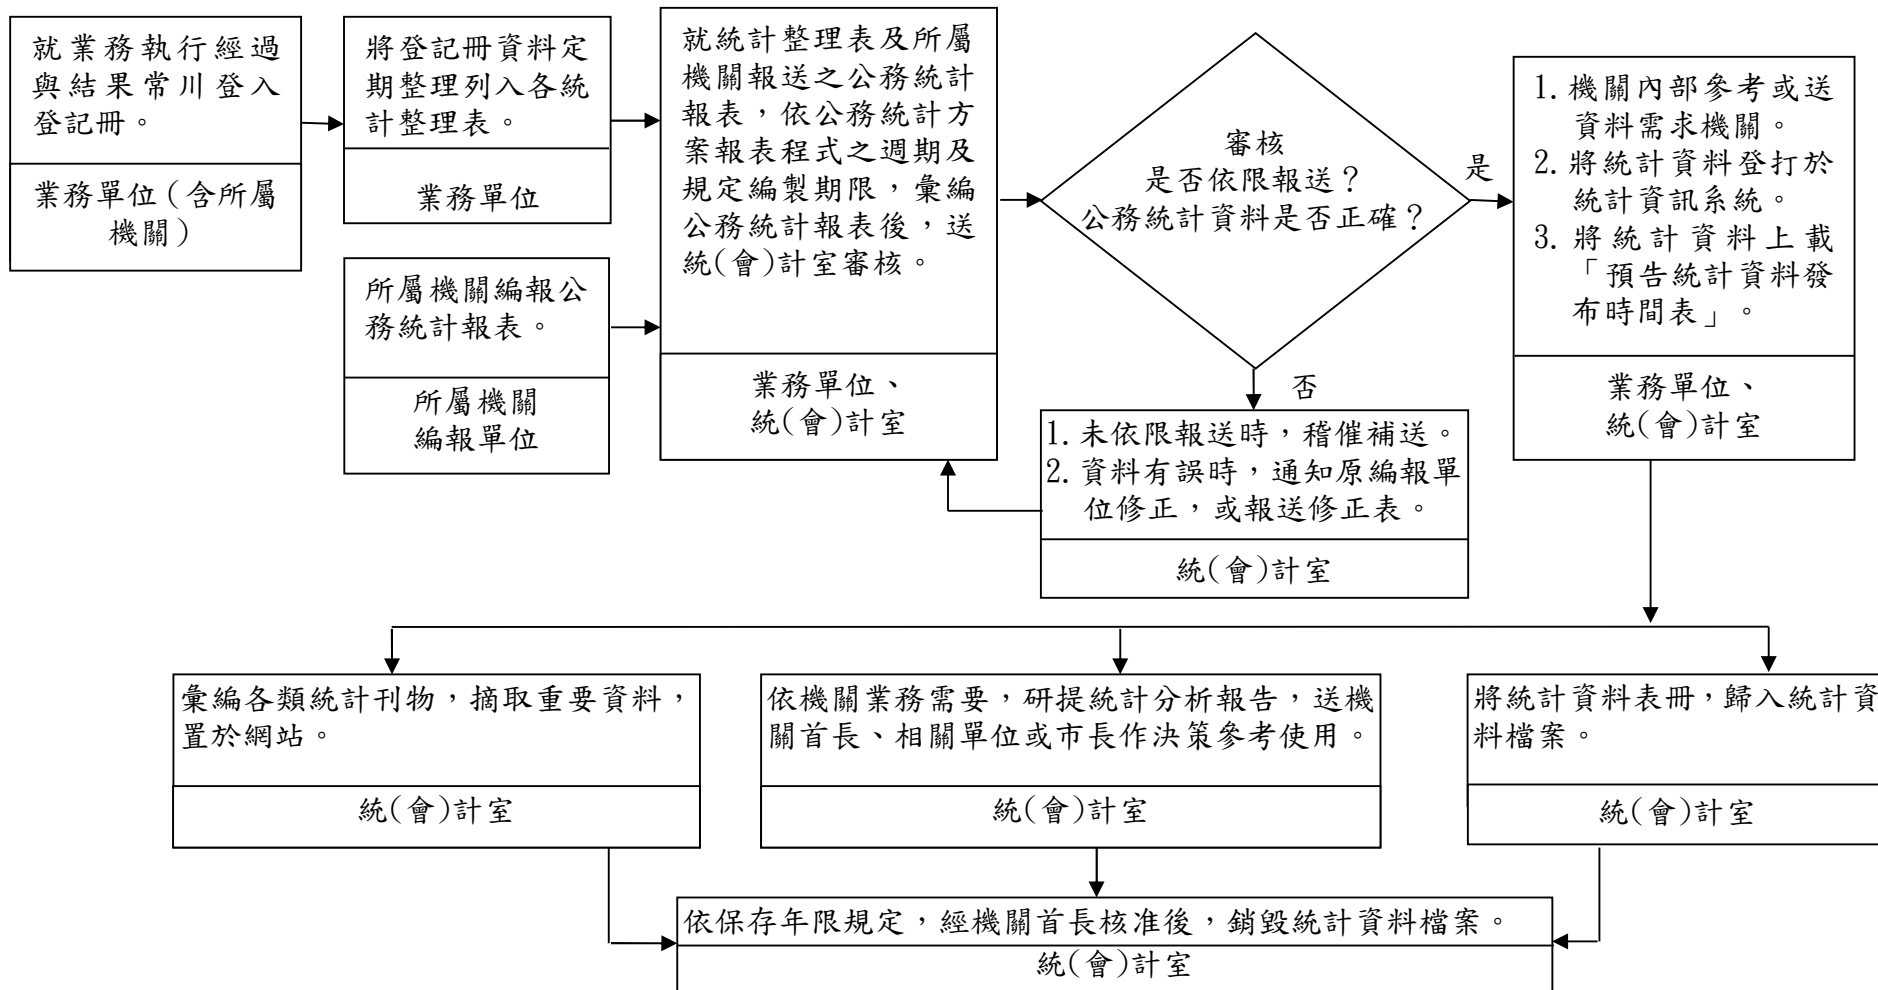 就業務執行經過
與結果常川登入
登記冊。
業務單位（含所屬
機關）
將登記冊資料定
期整理列入各統
計整理表。
業務單位
所屬機關編報公
務統計報表。
所屬機關
編報單位
就統計整理表及所屬
機關報送之公務統計
報表，依公務統計方
案報表程式之週期及
規定編製期限，彙編
公務統計報表後，送
統(會)計室審核。
業務單位、
統(會)計室
審核
是否依限報送？
公務統計資料是否正確？
是
否
1. 未依限報送時，稽催補送。
2. 資料有誤時，通知原編報單
位修正，或報送修正表。
統(會)計室
1. 機關內部參考或送
資料需求機關。
2. 將統計資料登打於
統計資訊系統。
3. 將統計資料上載
「預告統計資料發
布時間表」。
業務單位、
統(會)計室
彙編各類統計刊物，摘取重要資料，
置於網站。
統(會)計室
依機關業務需要，研提統計分析報告，送機
關首長、相關單位或市長作決策參考使用。
統(會)計室
將統計資料表冊，歸入統計資
料檔案。
統(會)計室
依保存年限規定，經機關首長核准後，銷毀統計資料檔案。
統(會)計室